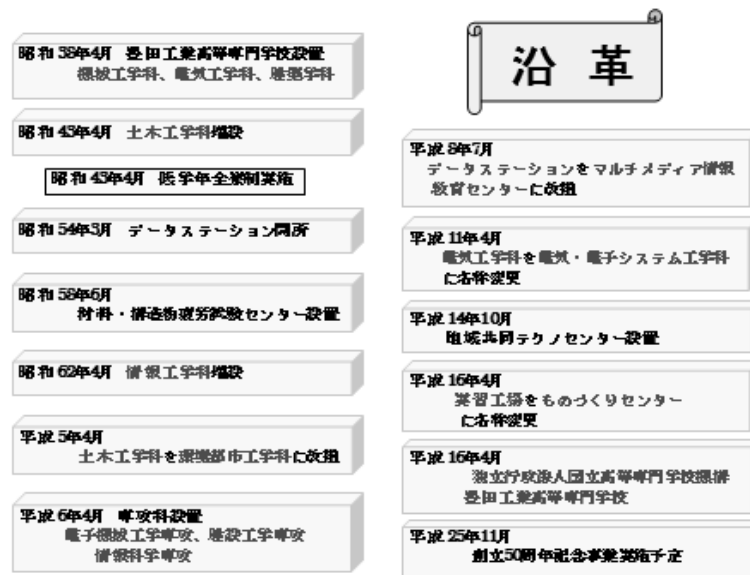 沿 革
昭和38年4月 豊田工業高等専門学校設置
機械工学科、電気工学科、建築学科
昭和43年4月 土木工学科増設
昭和43年4月 低学年全寮制実施
昭和54年3月 データステーション開所
昭和58年6月
材料・構造物疲労試験センター設置
昭和62年4月 情報工学科増設
平成5年4月
土木工学科を環境都市工学科に改組
平成6年4月 専攻科設置
電子機械工学専攻、建設工学専攻
情報科学専攻
平成8年7月
データステーションをマルチメディア情報
教育センターに改組
平成11年4月
電気工学科を電気・電子システム工学科
に名称変更
平成14年10月
地域共同テクノセンター設置
平成16年4月
実習工場をものづくりセンター
に名称変更
平成16年4月
独立行政法人国立高等専門学校機構
豊田工業高等専門学校
平成25年11月
創立50周年記念事業実施予定